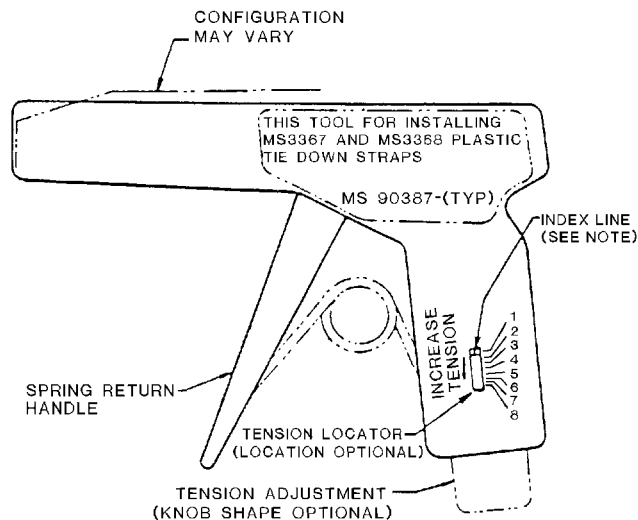 CONFIGURATION
MAY VARY
THIS TOOL FOR INSTALLING
MS3367 AND MS3368 PLASTIC
TIE DOWN STRAPS
MS 90387-(TYP)
INDEX LINE
(SEE NOTE)
INCREASE
TENSION
1
2
3
4
5
6
7
8
SPRING RETURN
HANDLE
TENSION LOCATOR
(LOCATION OPTIONAL)
TENSION ADJUSTMENT
(KNOB SHAPE OPTIONAL)